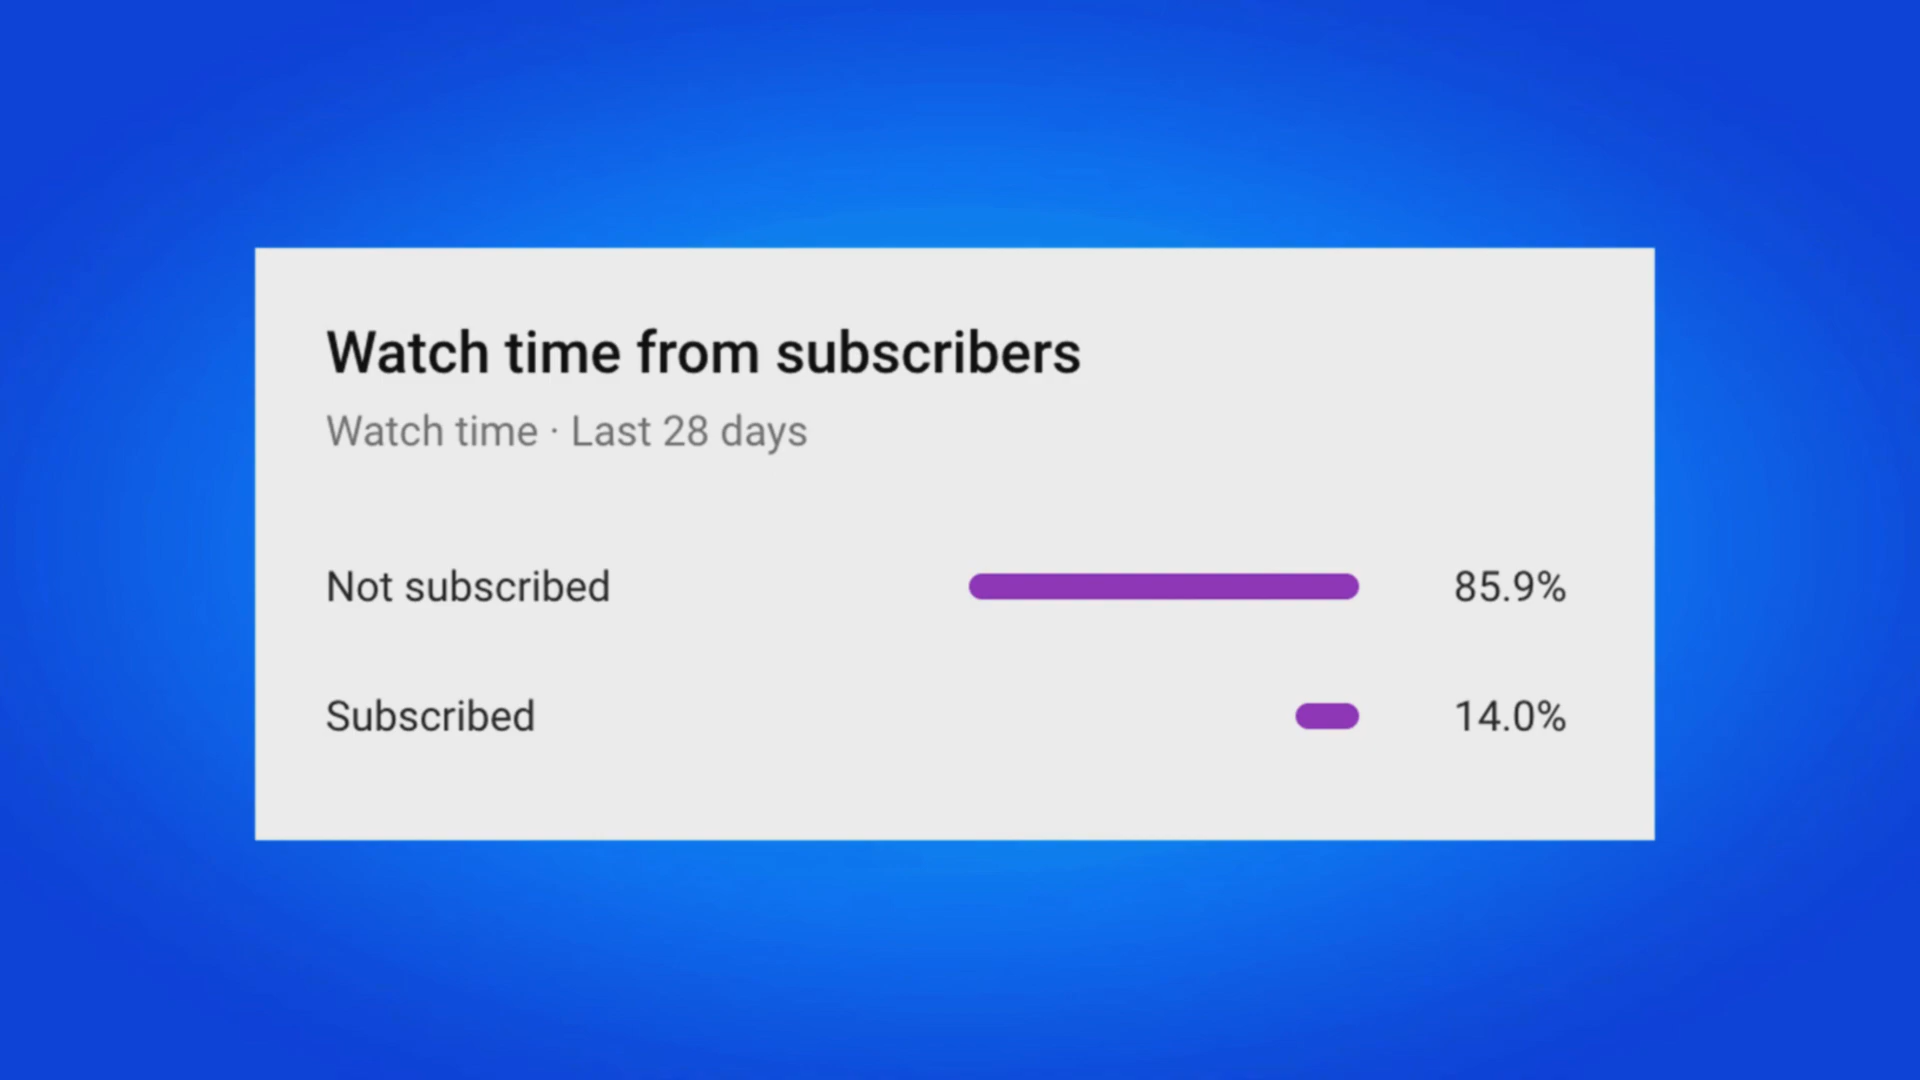 Watch time from subscribers
Watch time · Last 28 days
Not subscribed 85.9%
Subscribed 14.0%